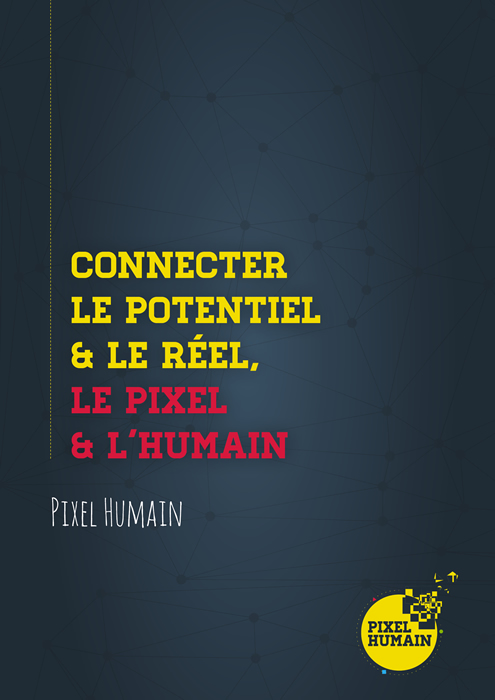 CONNECTER
LE POTENTIEL
& LE RÉEL,
LE PIXEL
& L'HUMAIN
PIXEL HUMAIN
PIXEL
HUMAIN